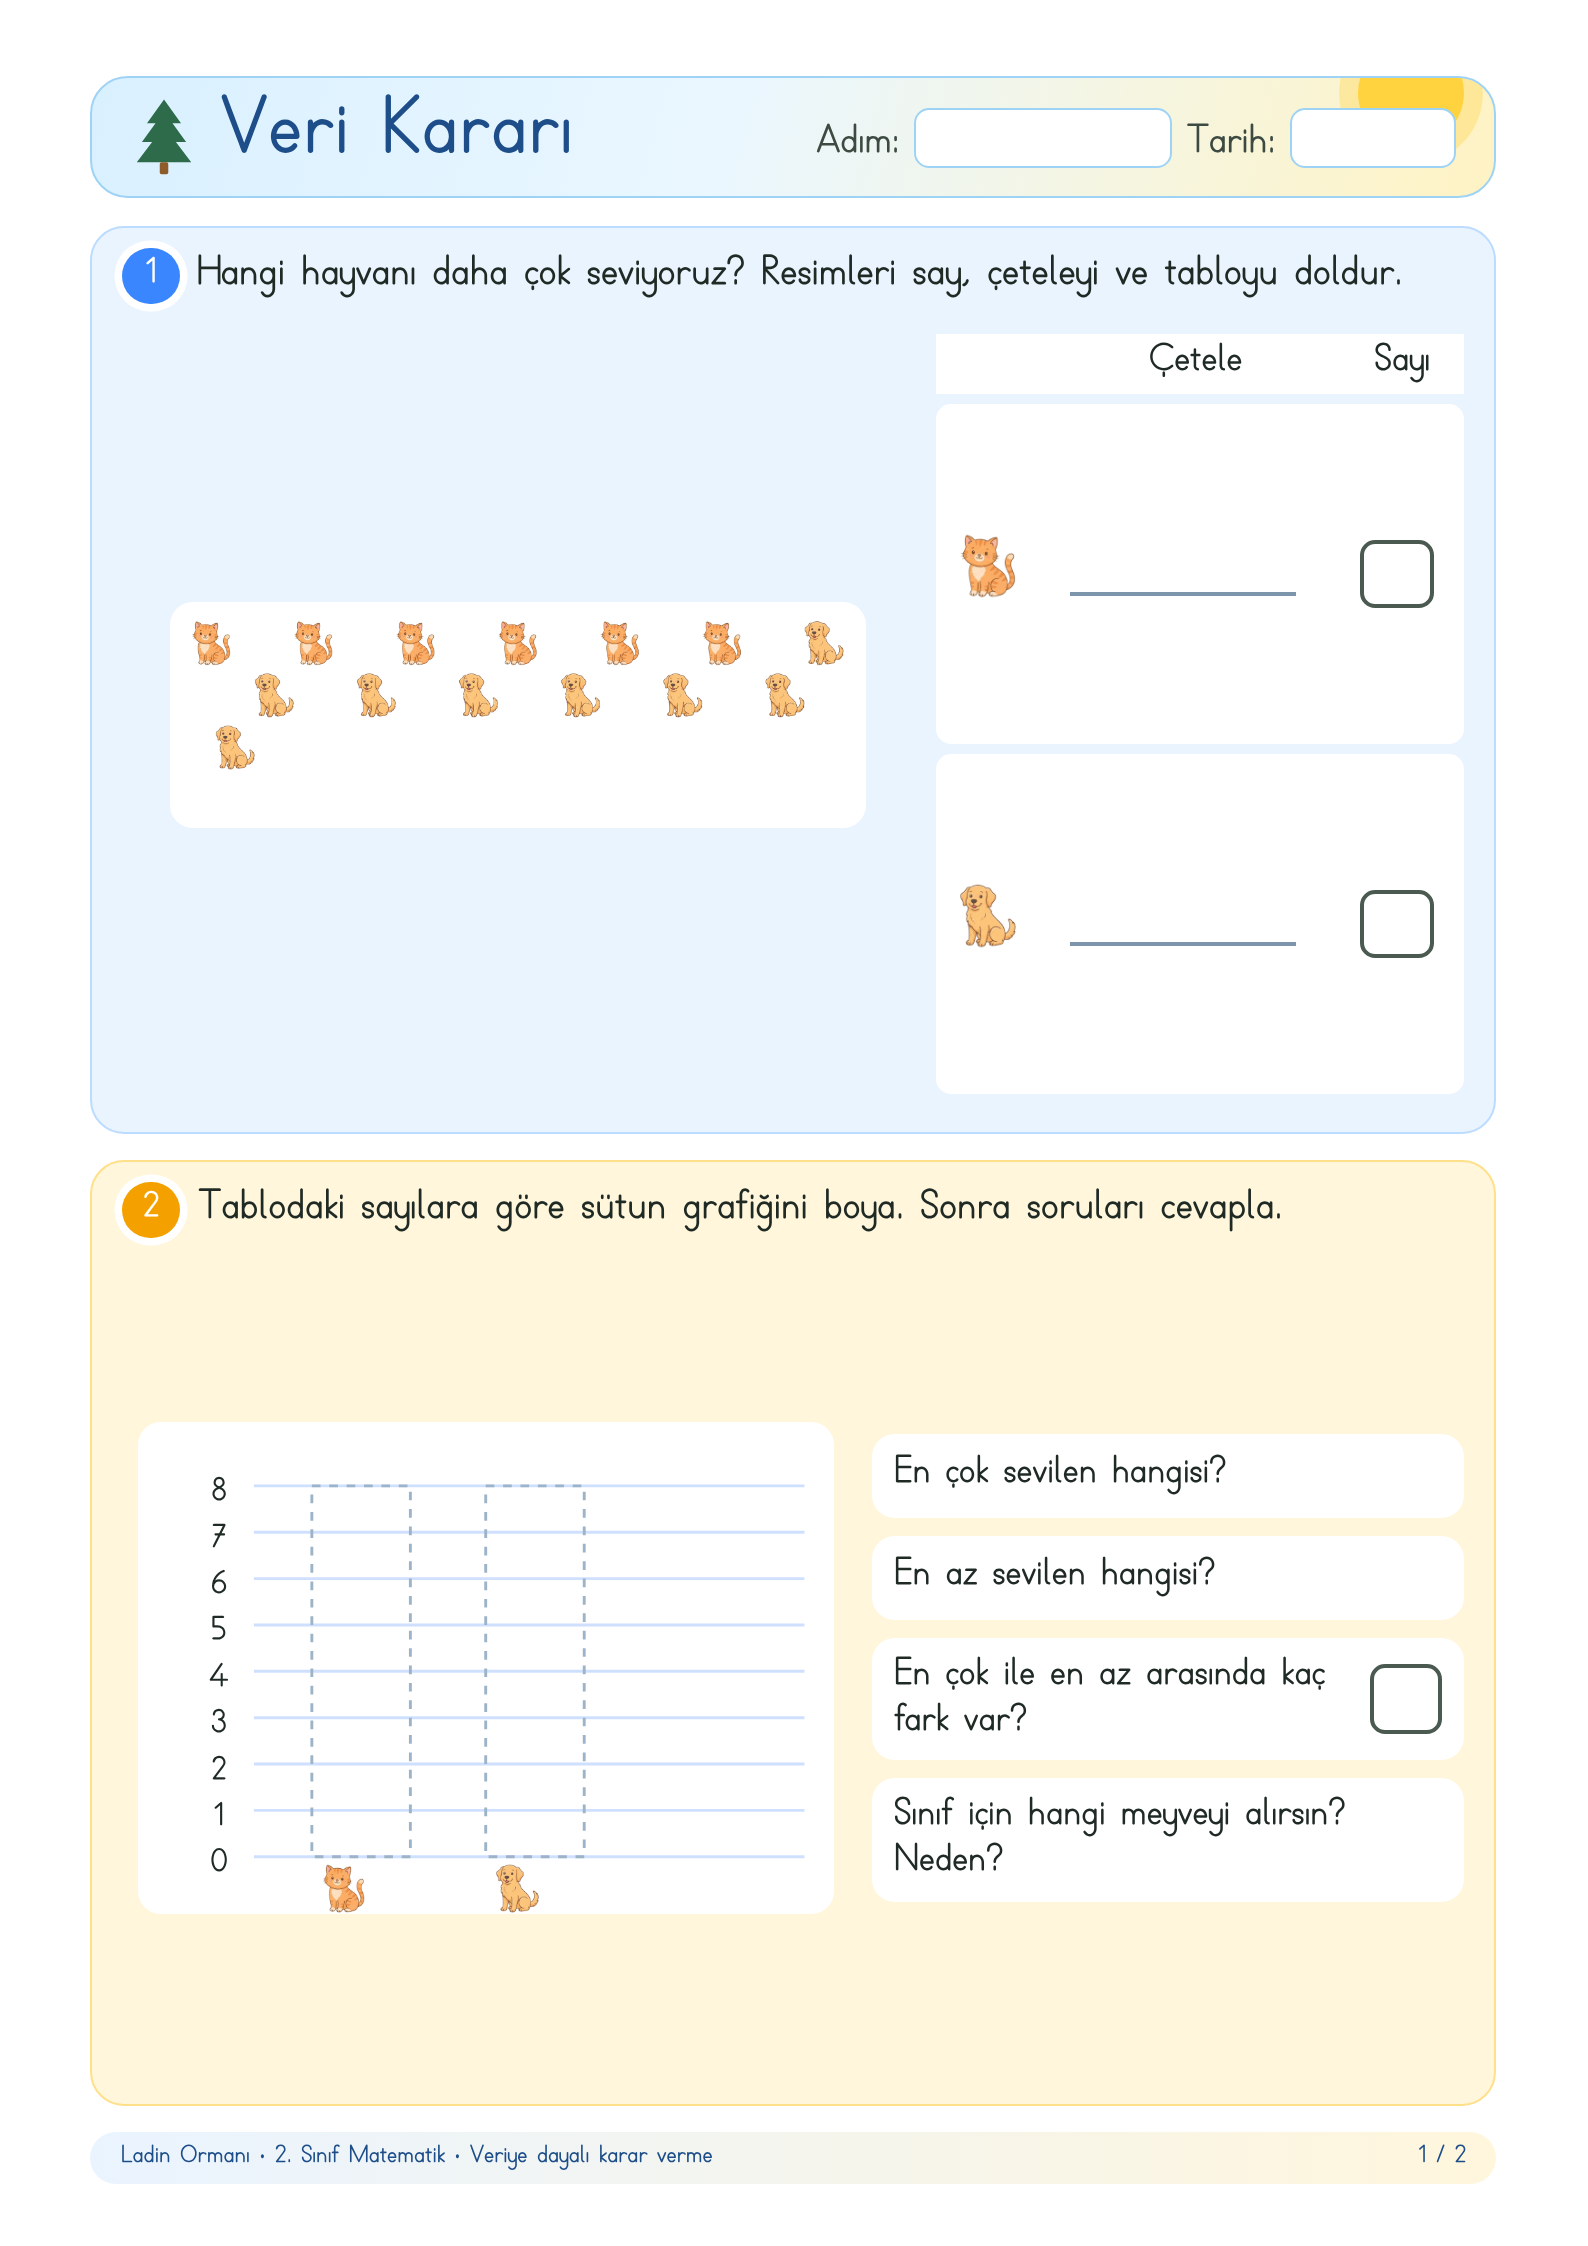 Veri Kararı
Adım:
Tarih:
1
Hangi hayvanı daha çok seviyoruz? Resimleri say, çeteleyi ve tabloyu doldur.
Çetele
Sayı
2
Tablodaki sayılara göre sütun grafiğini boya. Sonra soruları cevapla.
8
7
6
5
4
3
2
1
0
En çok sevilen hangisi?
En az sevilen hangisi?
En çok ile en az arasında kaç
fark var?
Sınıf için hangi meyveyi alırsın?
Neden?
Ladin Ormanı • 2. Sınıf Matematik • Veriye dayalı karar verme
1 / 2